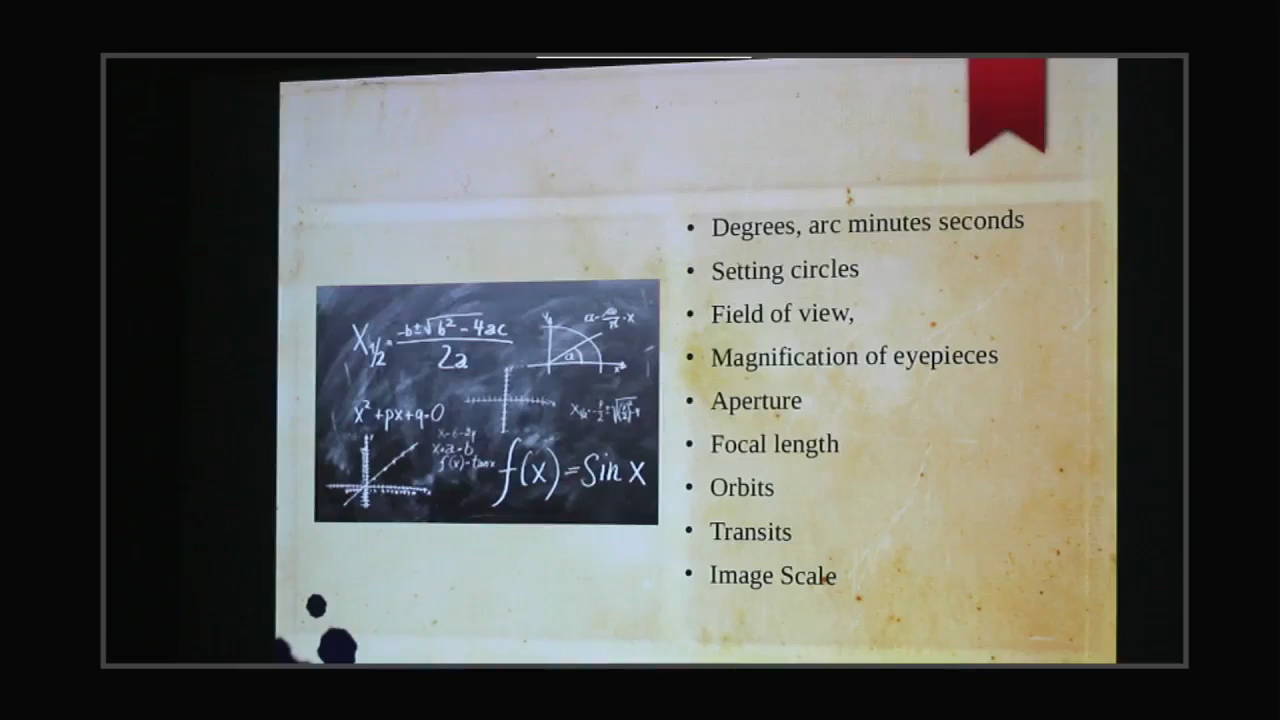 X1/2=-b±√b²-4ac
2a
x²+px+q=0
f(x)=tanx
f(x)=Sin x
• Degrees, arc minutes seconds
• Setting circles
• Field of view,
• Magnification of eyepieces
• Aperture
• Focal length
• Orbits
• Transits
• Image Scale